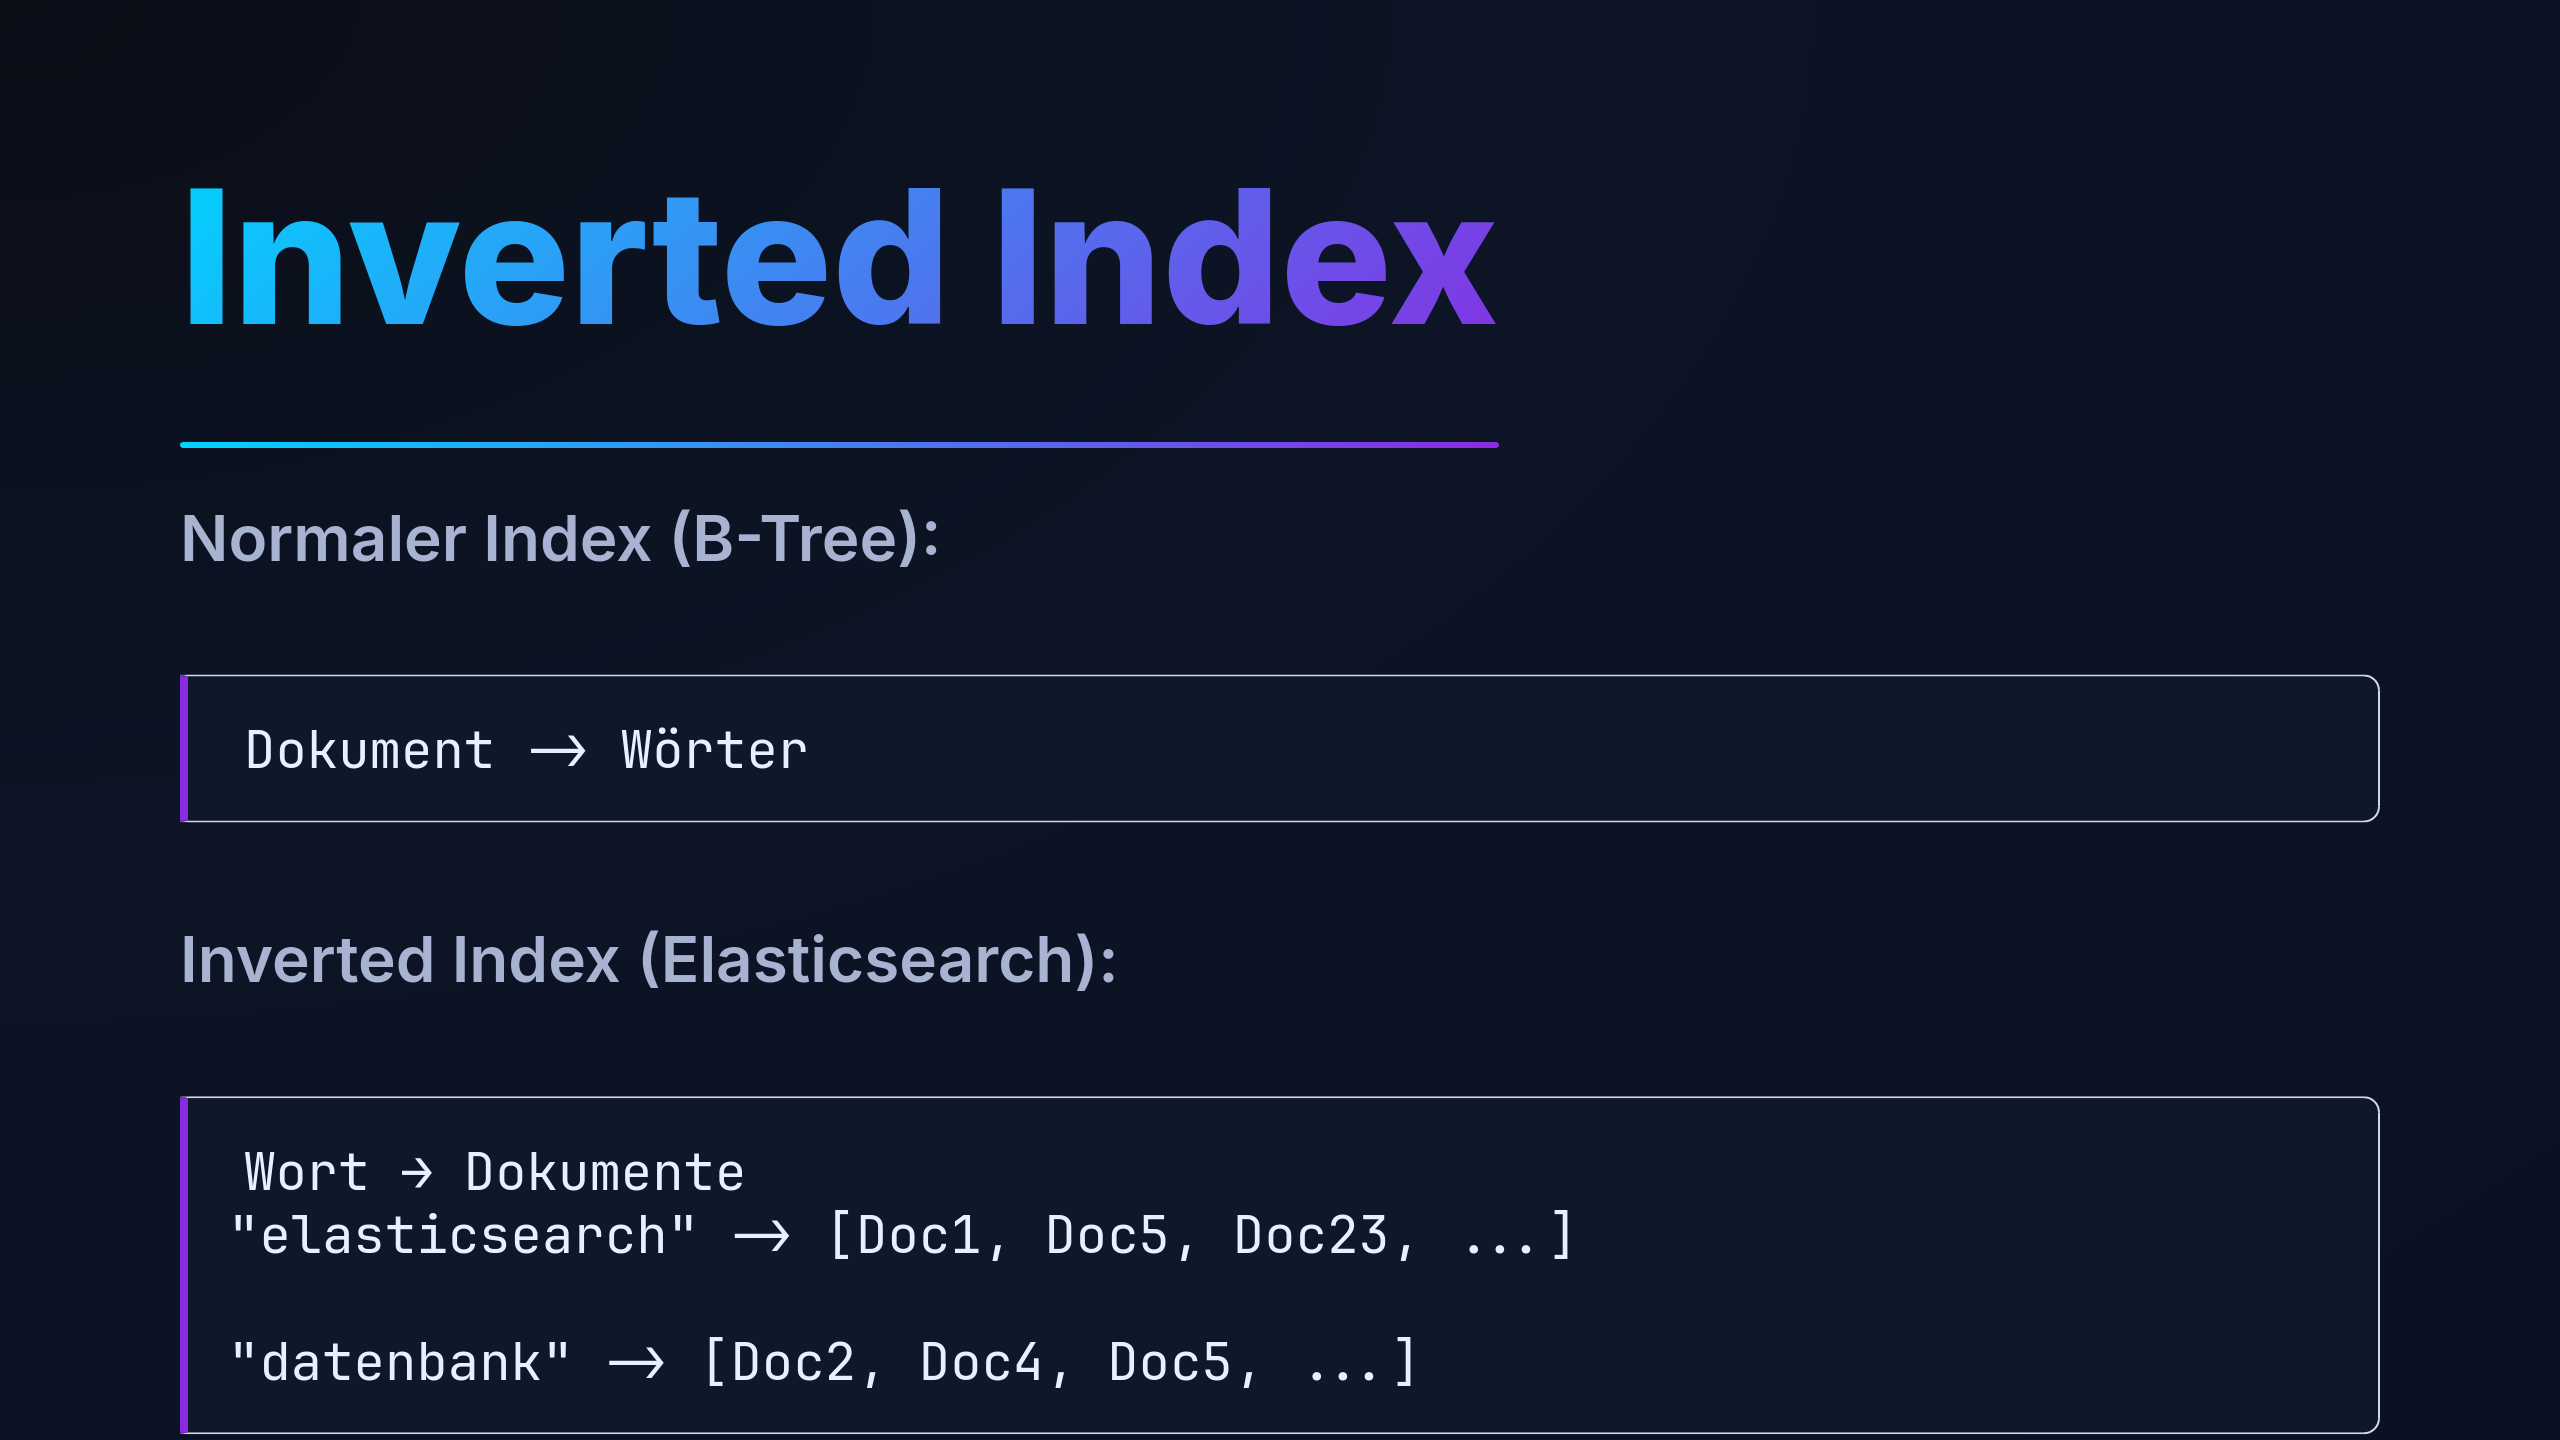 Inverted Index
Normaler Index (B-Tree):
Dokument → Wörter
Inverted Index (Elasticsearch):
Wort → Dokumente
"elasticsearch" → [Doc1, Doc5, Doc23, ...]
"datenbank" → [Doc2, Doc4, Doc5, ...]